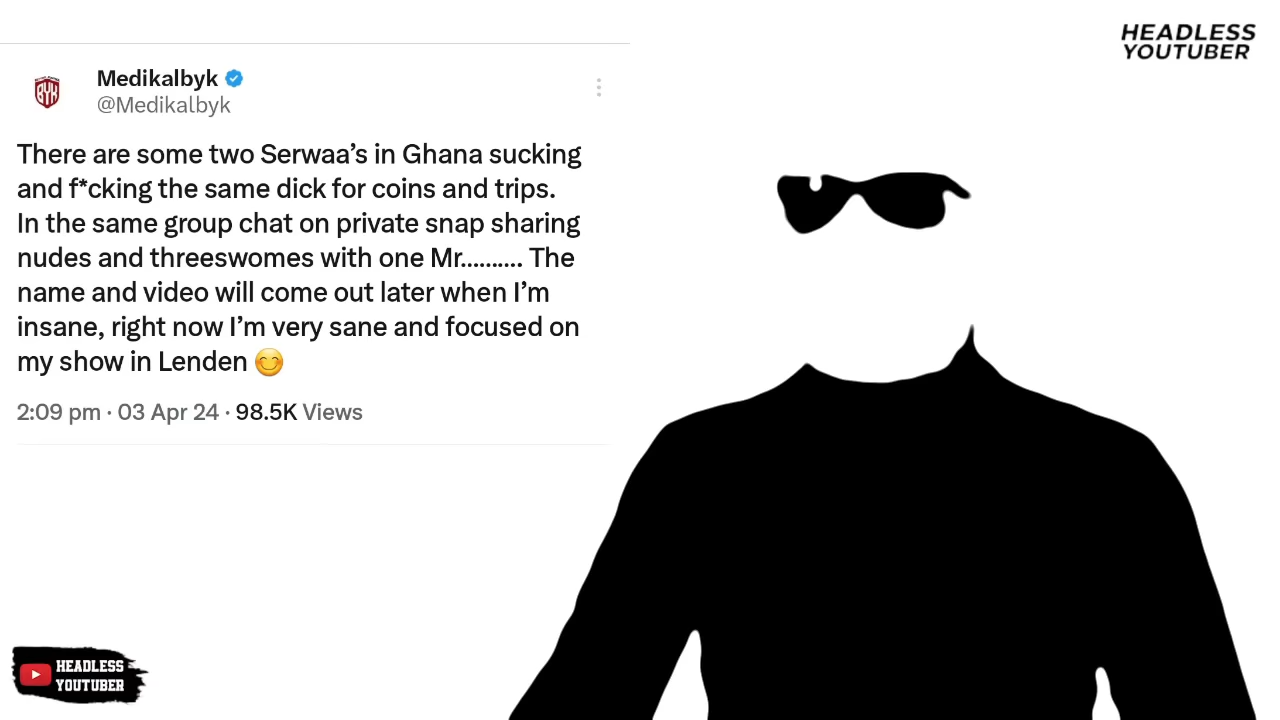 HEADLESS
YOUTUBER
Medikalbyk
@Medikalbyk
There are some two Serwaa’s in Ghana sucking
and f*cking the same dick for coins and trips.
In the same group chat on private snap sharing
nudes and threeswomes with one Mr.......... The
name and video will come out later when I’m
insane, right now I’m very sane and focused on
my show in Lenden 😊
2:09 pm · 03 Apr 24 · 98.5K Views
BYK
HEADLESS
YOUTUBER